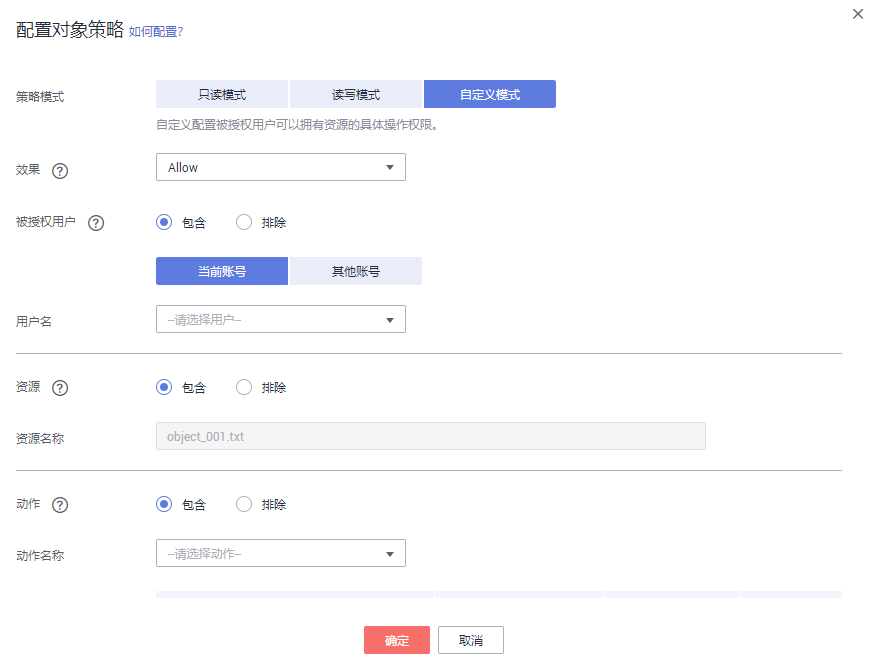 配置对象策略 如何配置?
策略模式 只读模式 读写模式 自定义模式
自定义配置被授权用户可以拥有资源的具体操作权限。
效果 ? Allow
被授权用户 ? 包含 排除
当前账号 其他账号
用户名 --请选择用户--
资源 ? 包含 排除
资源名称 object_001.txt
动作 ? 包含 排除
动作名称 --请选择动作--
确定 取消